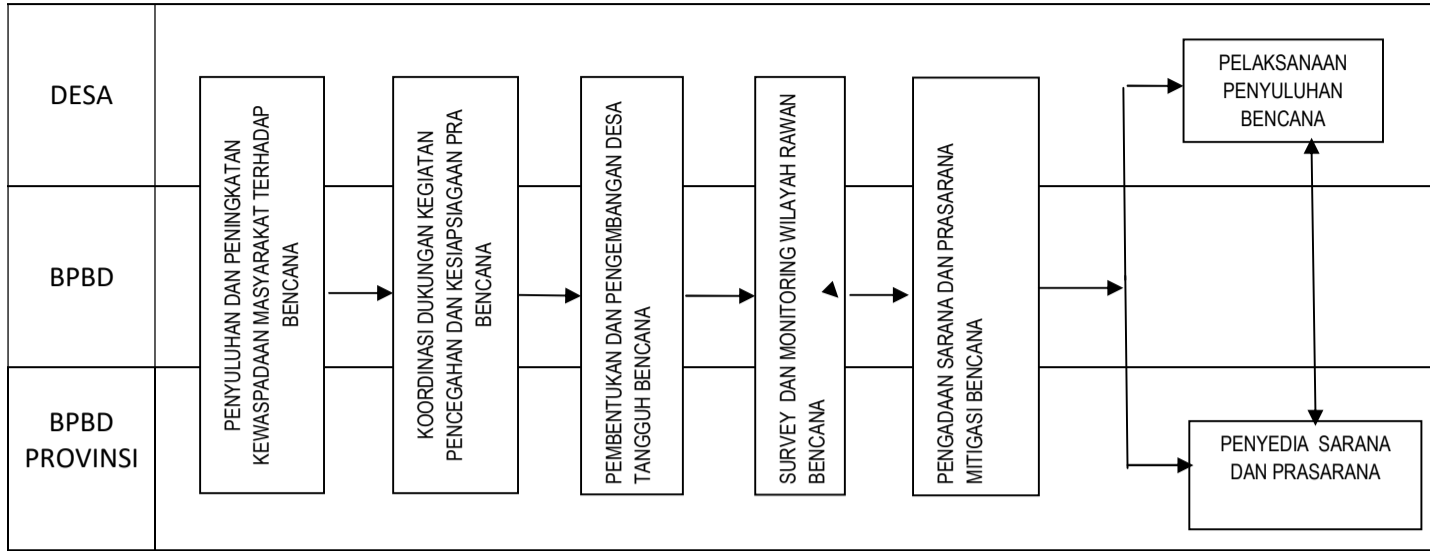 DESA
BPBD
BPBD
PROVINSI
PENYULUHAN DAN PENINGKATAN
KEWASPADAAN MASYARAKAT TERHADAP
BENCANA
KOORDINASI DUKUNGAN KEGIATAN
PENCEGAHAN DAN KESIAPSIAGAAN PRA
BENCANA
PEMBENTUKAN DAN PENGEMBANGAN DESA
TANGGUH BENCANA
SURVEY DAN MONITORING WILAYAH RAWAN
BENCANA
PENGADAAN SARANA DAN PRASARANA
MITIGASI BENCANA
PELAKSANAAN
PENYULUHAN
BENCANA
PENYEDIA SARANA
DAN PRASARANA